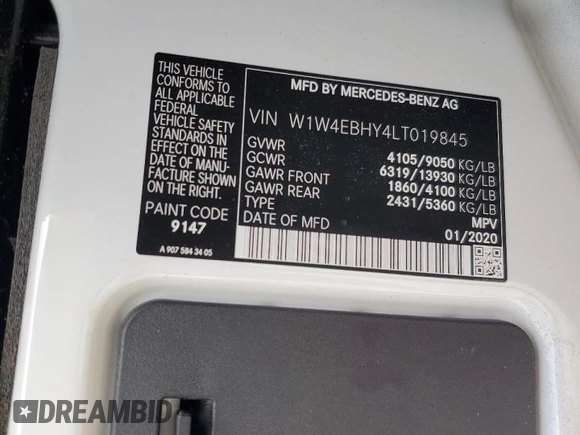 THIS VEHICLE
CONFORMS TO
ALL APPLICABLE
FEDERAL
VEHICLE SAFETY
STANDARDS IN
EFFECT ON THE
DATE OF MANU-
FACTURE SHOWN
PAINT CODE
9147
A 907 584 34 05
MFD BY MERCEDES-BENZ AG
VIN W1W4EBHY4LT019845
GVWR 4105/9050 KG/LB
GCWR 6319/13930 KG/LB
GAWR FRONT 1860/4100 KG/LB
GAWR REAR 2431/5360 KG/LB
TYPE MPV
DATE OF MFD 01/2020
DREAMBID